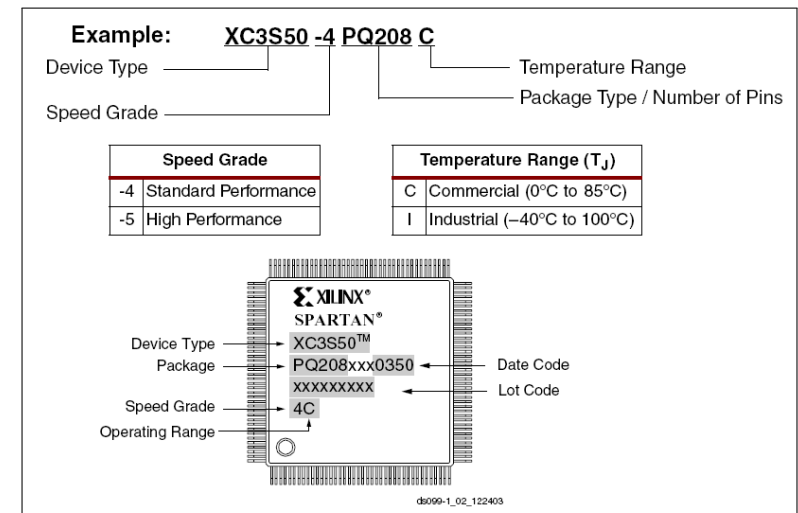 Example: XC3S50 -4 PQ208 C
Device Type
Temperature Range
Package Type / Number of Pins
Speed Grade
Speed Grade
-4 Standard Performance
-5 High Performance
Temperature Range (TJ)
C Commercial (0°C to 85°C)
I Industrial (–40°C to 100°C)
XILINX®
SPARTAN®
Device Type XC3S50™
Package PQ208xxx0350 Date Code
xxxxxxxxx Lot Code
Speed Grade 4C
Operating Range
ds099-1_02_122403